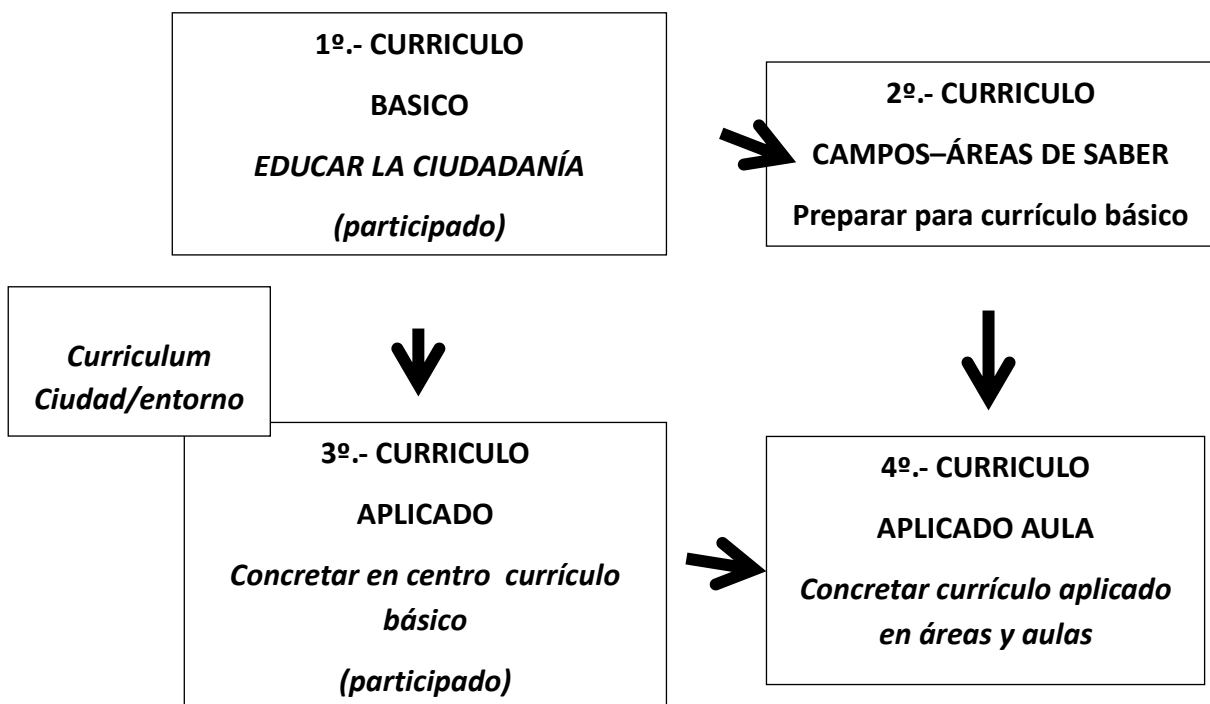 1º.- CURRICULO
BASICO
EDUCAR LA CIUDADANÍA
(participado)
2º.- CURRICULO
CAMPOS–ÁREAS DE SABER
Preparar para currículo básico
Curriculum
Ciudad/entorno
3º.- CURRICULO
APLICADO
Concretar en centro currículo
básico
(participado)
4º.- CURRICULO
APLICADO AULA
Concretar currículo aplicado
en áreas y aulas